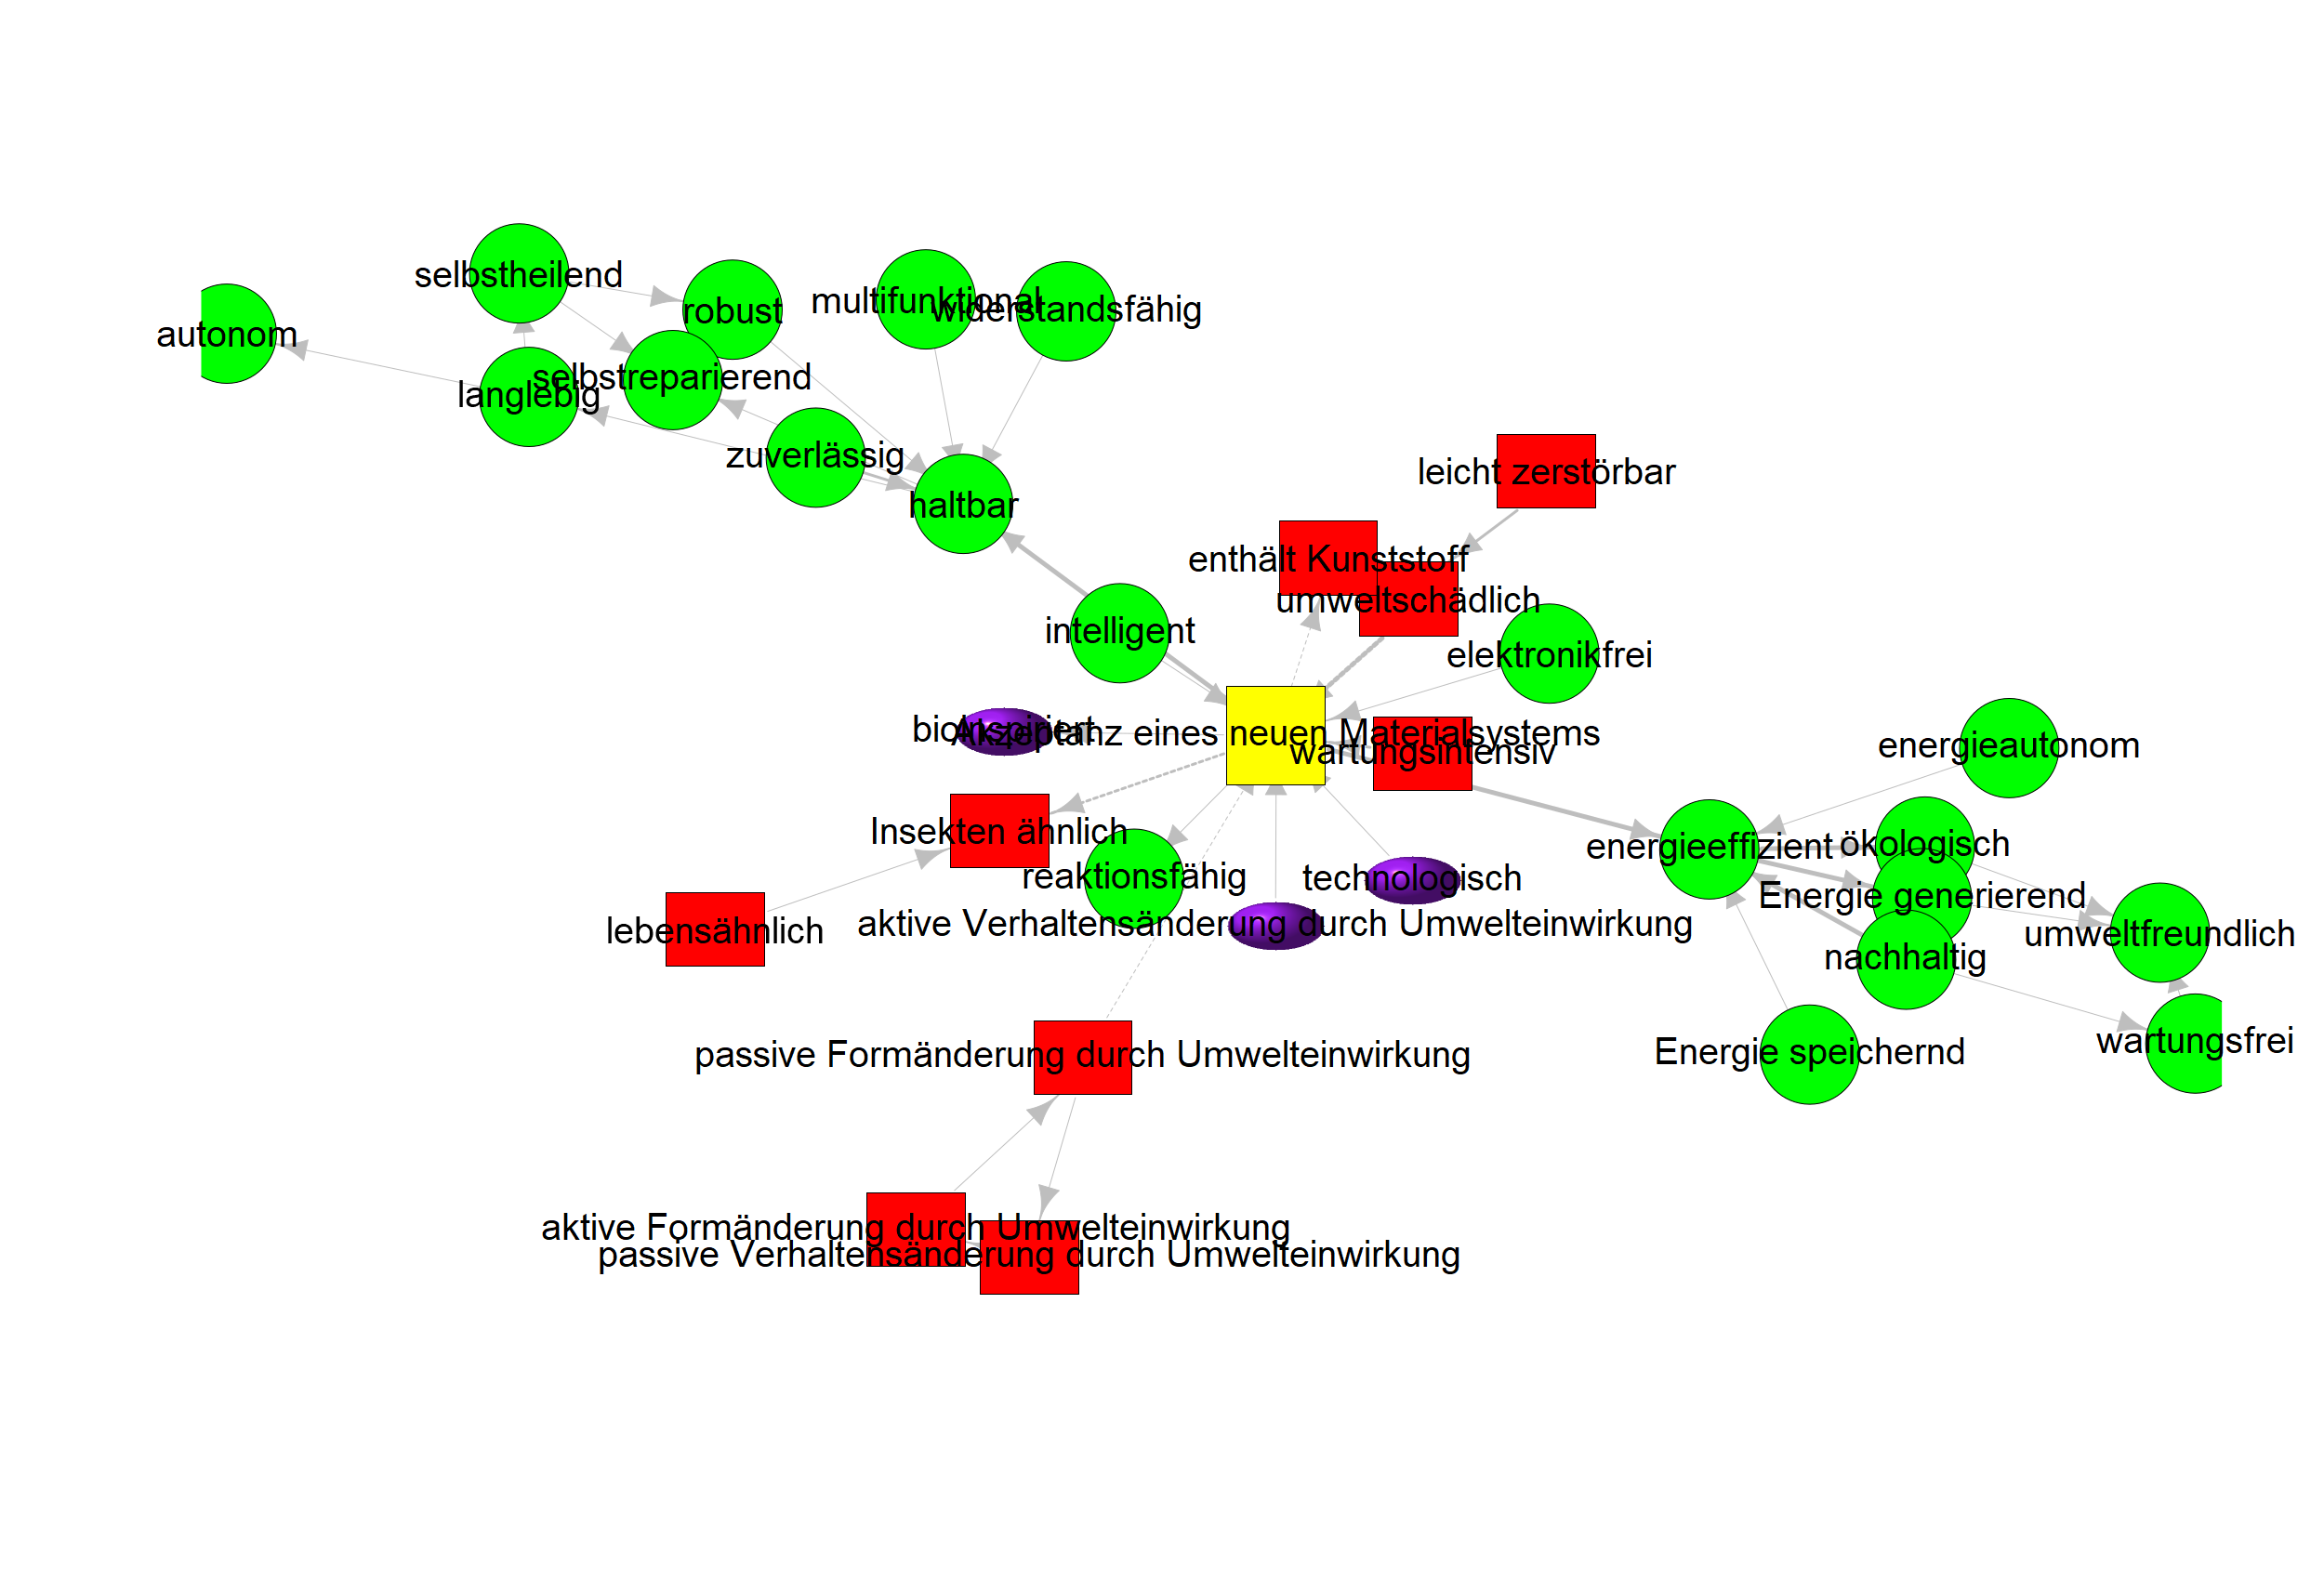 selbstheilend
robust
multifunktional
widerstandsfähig
autonom
selbstreparierend
langlebig
zuverlässig
haltbar
leicht zerstörbar
enthält Kunststoff
umweltschädlich
intelligent
elektronikfrei
bioinspiriert
Akzeptanz eines neuen Materialsystems
wartungsintensiv
energieautonom
Insekten ähnlich
energieeffizient
ökologisch
reaktionsfähig
technologisch
Energie generierend
aktive Verhaltensänderung durch Umwelteinwirkung
lebensähnlich
umweltfreundlich
nachhaltig
wartungsfrei
passive Formänderung durch Umwelteinwirkung
Energie speichernd
aktive Formänderung durch Umwelteinwirkung
passive Verhaltensänderung durch Umwelteinwirkung